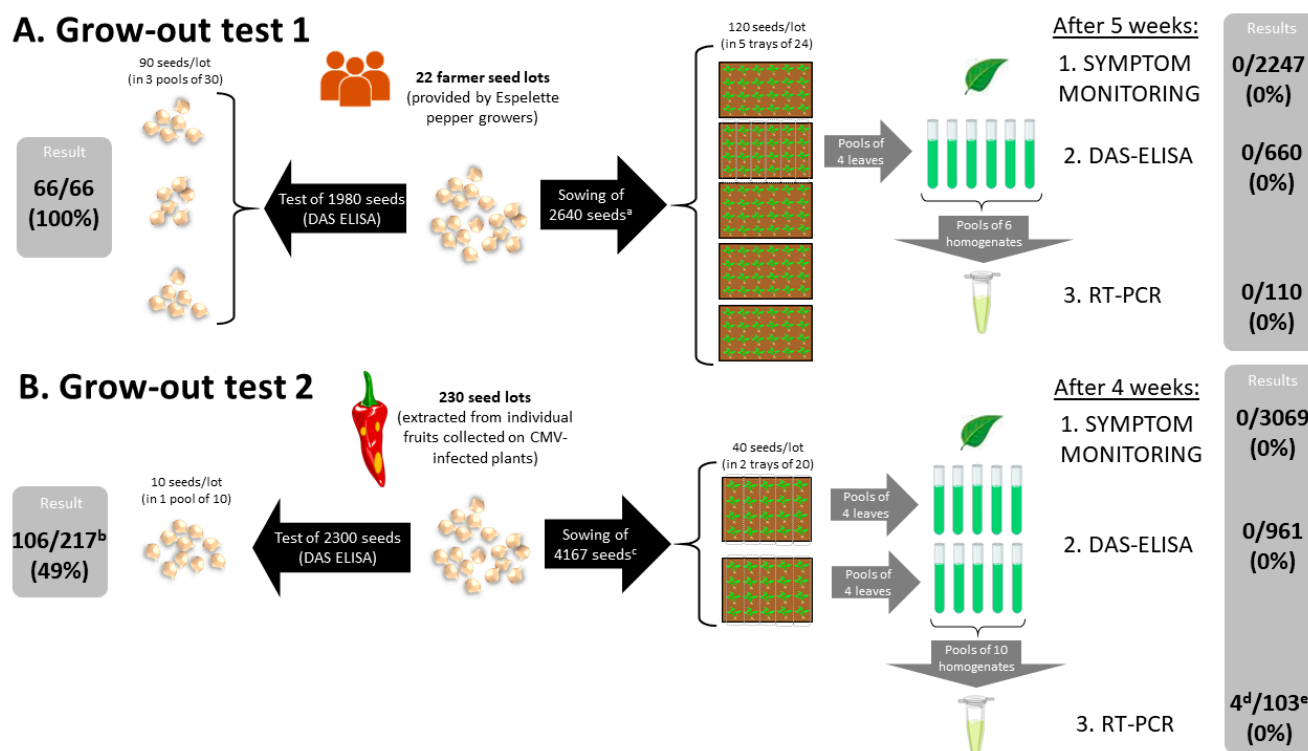 A. Grow-out test 1
90 seeds/lot
(in 3 pools of 30)
Result
66/66
(100%)
Test of 1980 seeds
(DAS ELISA)
22 farmer seed lots
(provided by Espelette
pepper growers)
Sowing of
2640 seedsᵃ
120 seeds/lot
(in 5 trays of 24)
Pools of
4 leaves
After 5 weeks:
1. SYMPTOM
MONITORING
2. DAS-ELISA
Pools of 6
homogenates
3. RT-PCR
Results
0/2247
(0%)
0/660
(0%)
0/110
(0%)
B. Grow-out test 2
10 seeds/lot
(in 1 pool of 10)
Result
106/217ᵇ
(49%)
Test of 2300 seeds
(DAS ELISA)
230 seed lots
(extracted from individual
fruits collected on CMV-
infected plants)
Sowing of
4167 seedsᶜ
40 seeds/lot
(in 2 trays of 20)
Pools of
4 leaves
Pools of
4 leaves
After 4 weeks:
1. SYMPTOM
MONITORING
2. DAS-ELISA
Pools of 10
homogenates
3. RT-PCR
Results
0/3069
(0%)
0/961
(0%)
4ᵈ/103ᵉ
(0%)